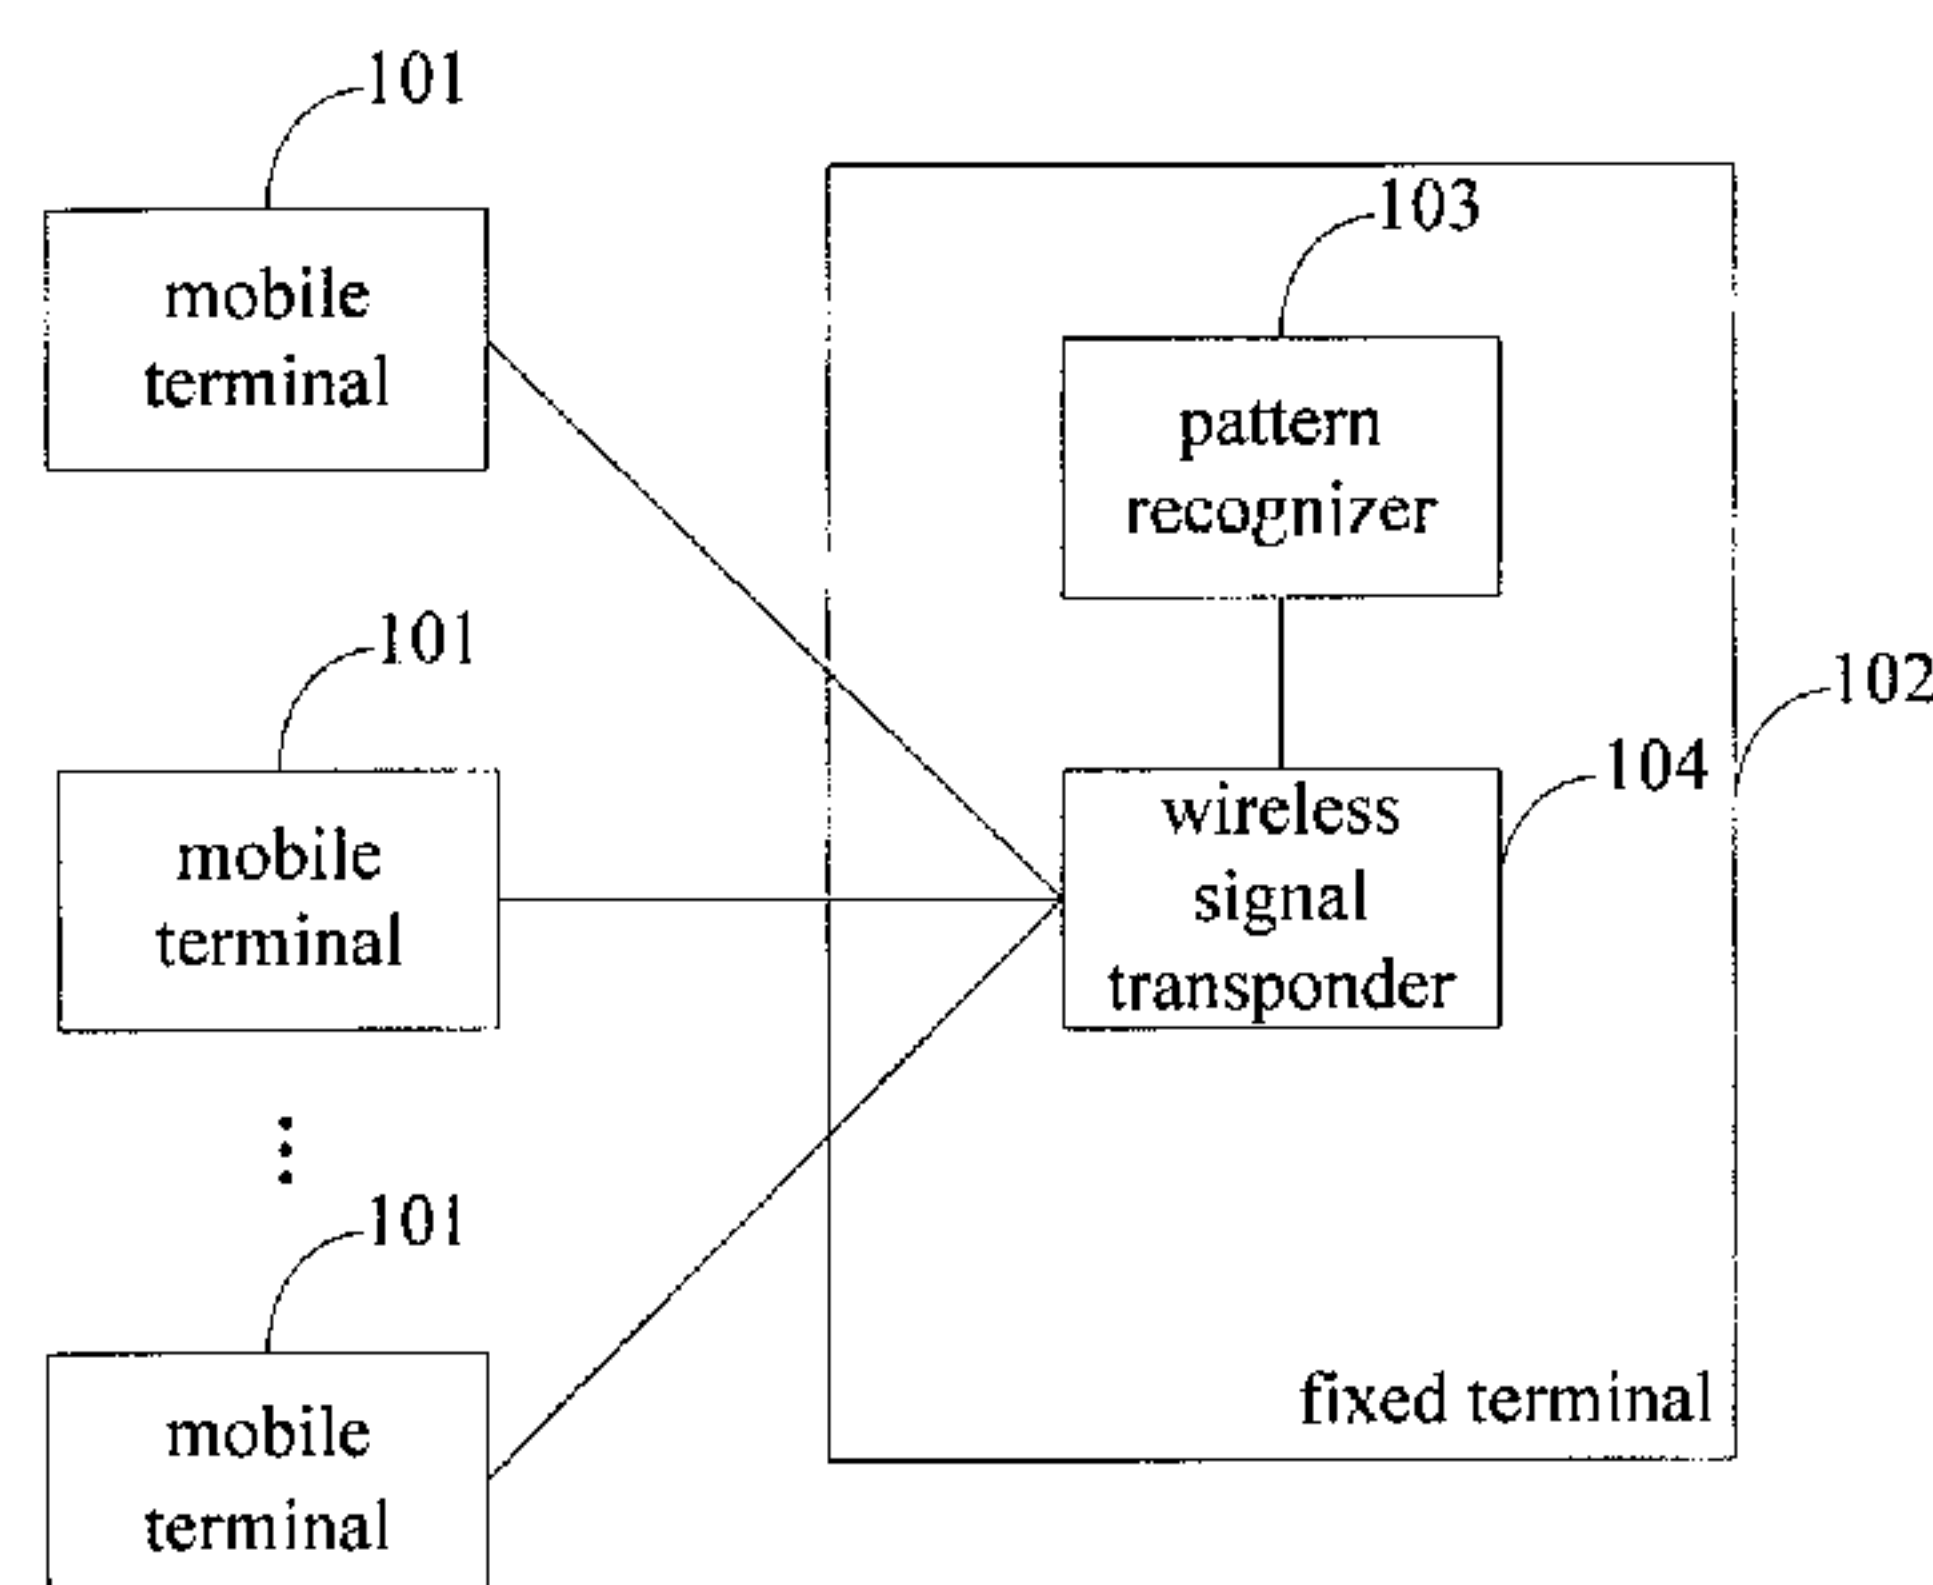 101
mobile
terminal
103
pattern
recognizer
101
mobile
terminal
102
104
wireless
signal
transponder
101
mobile
terminal
fixed terminal